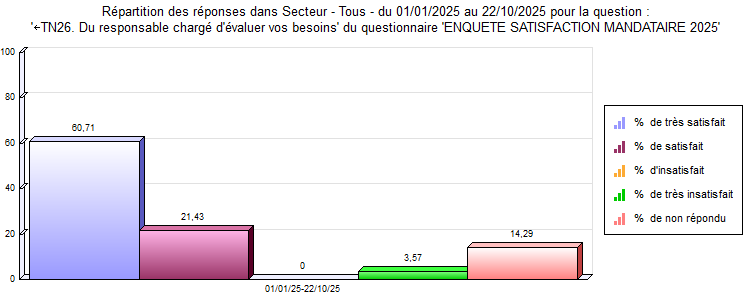 Répartition des réponses dans Secteur - Tous - du 01/01/2025 au 22/10/2025 pour la question :
'←TN26. Du responsable chargé d'évaluer vos besoins' du questionnaire 'ENQUETE SATISFACTION MANDATAIRE 2025'
100
80
60
40
20
0
60,71
21,43
0
3,57
14,29
01/01/25-22/10/25
% de très satisfait
% de satisfait
% d'insatisfait
% de très insatisfait
% de non répondu